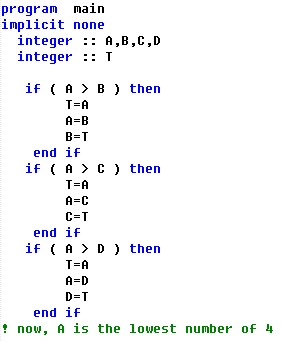 program  main
implicit none
  integer :: A,B,C,D
  integer :: T

   if ( A > B ) then
        T=A
        A=B
        B=T
    end if
   if ( A > C ) then
        T=A
        A=C
        C=T
    end if
   if ( A > D ) then
        T=A
        A=D
        D=T
    end if
! now, A is the lowest number of 4